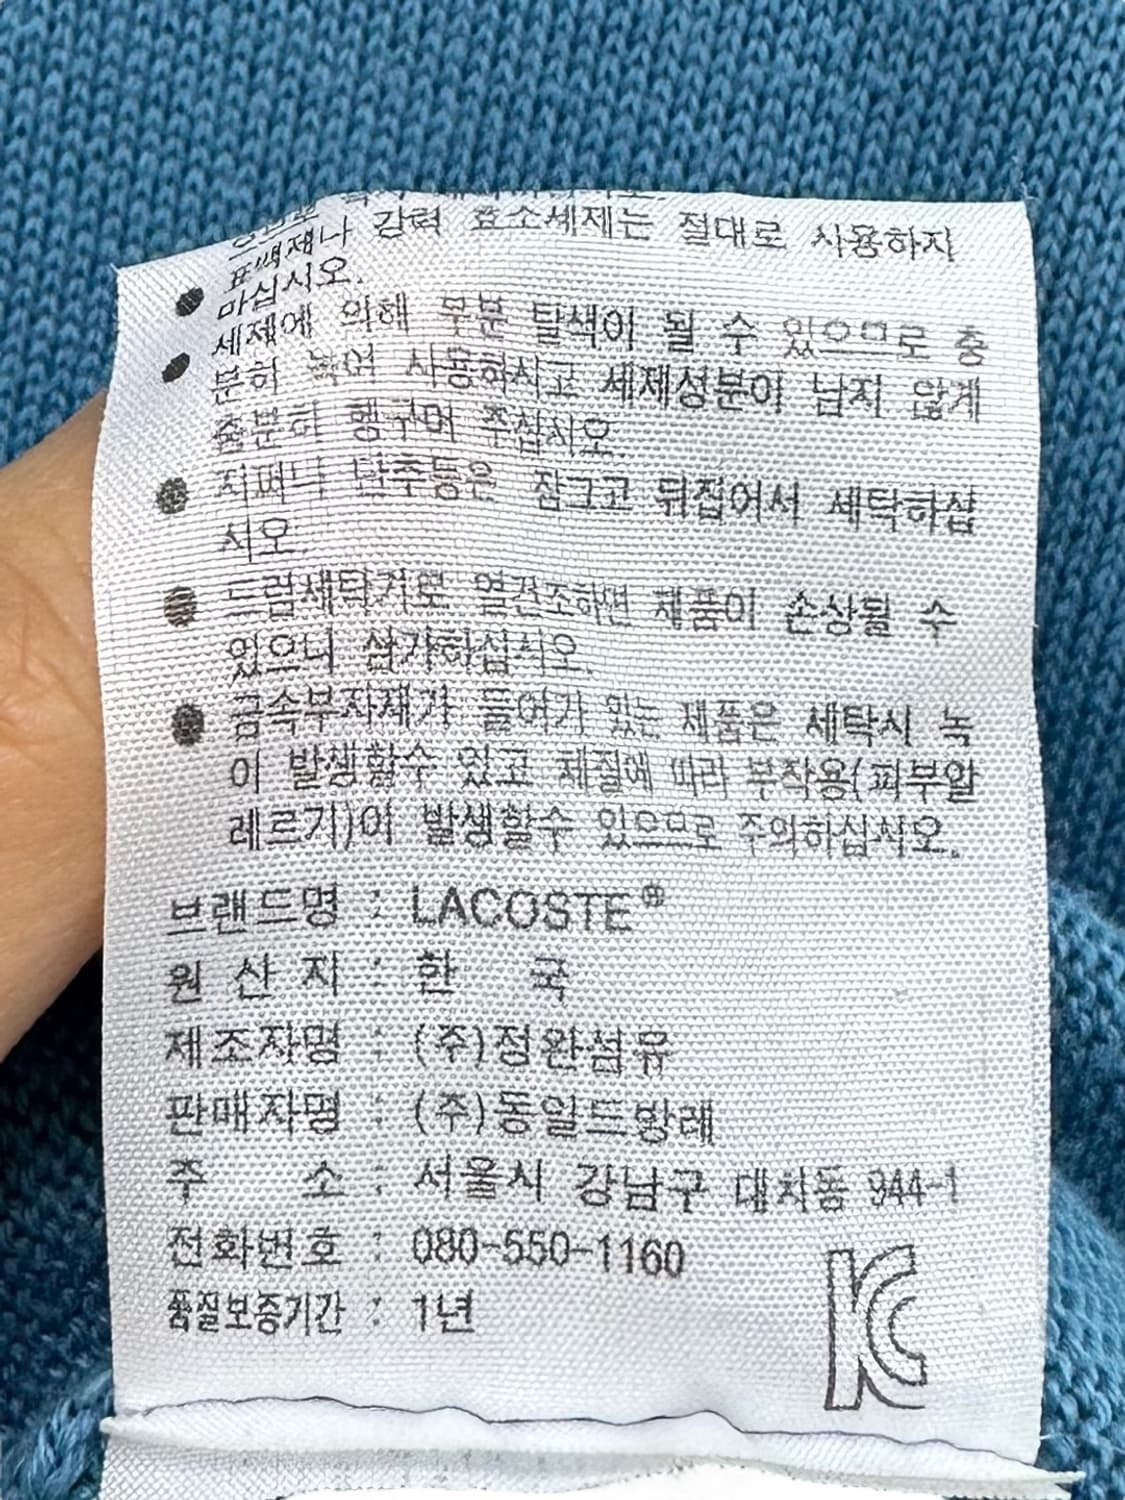 표백제나 강력 효소세제는 절대로 사용하지
마십시오.
세제에 의해 부분 탈색이 될 수 있으므로 충
분히 녹여 사용하시고 세제성분이 남지 않게
충분히 헹구며 주십시오.
지퍼나 단추등은 잠그고 뒤집어서 세탁하십
시오.
드럼세탁기로 열건조하면 제품이 손상될 수
있으니 삼가하십시오.
금속부자재가 들어가 있는 제품은 세탁시 녹
이 발생할수 있고 체질에 따라 부작용(피부알
레르기)이 발생할수 있으므로 주의하십시오.
브랜드명 : LACOSTE®
원 산 지 : 한 국
제조자명 : (주)정완섬유
판매자명 : (주)동일드방레
주 소 : 서울시 강남구 대치동 944-1
전화번호 : 080-550-1160
품질보증기간 : 1년
KC